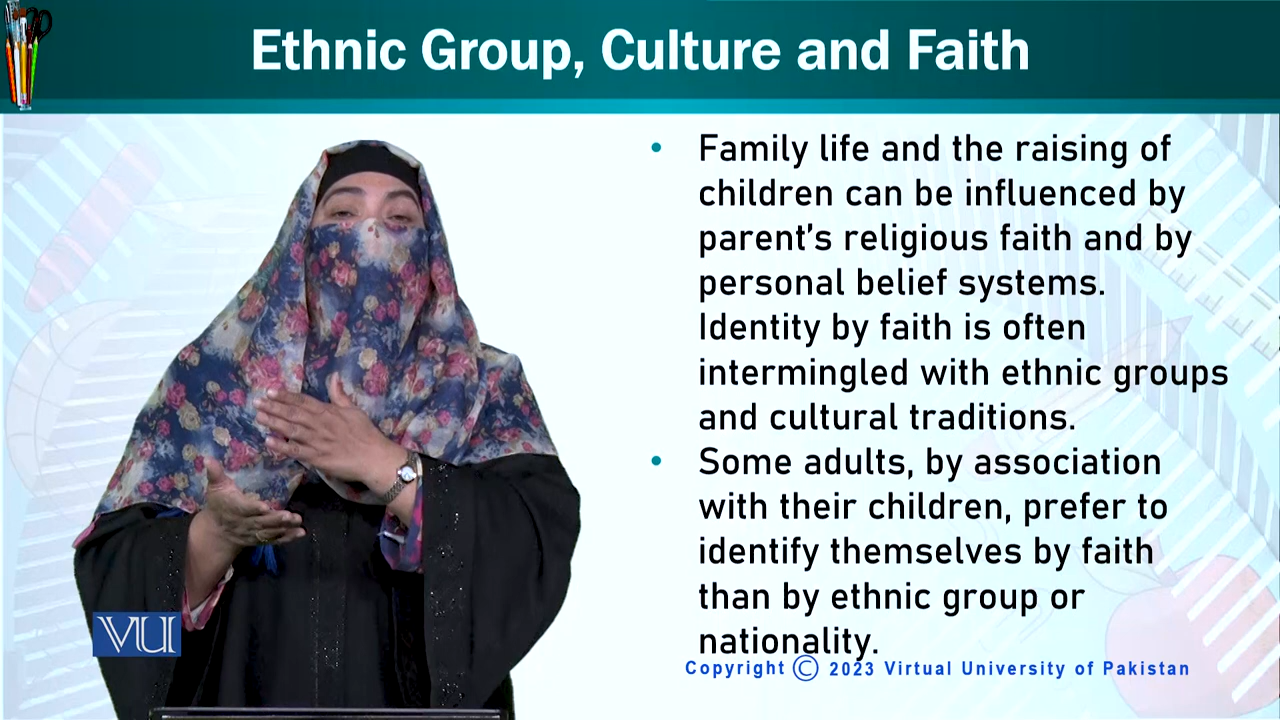 Ethnic Group, Culture and Faith
• Family life and the raising of
children can be influenced by
parent's religious faith and by
personal belief systems.
Identity by faith is often
intermingled with ethnic groups
and cultural traditions.
• Some adults, by association
with their children, prefer to
identify themselves by faith
than by ethnic group or
nationality.
VU
Copyright © 2023 Virtual University of Pakistan